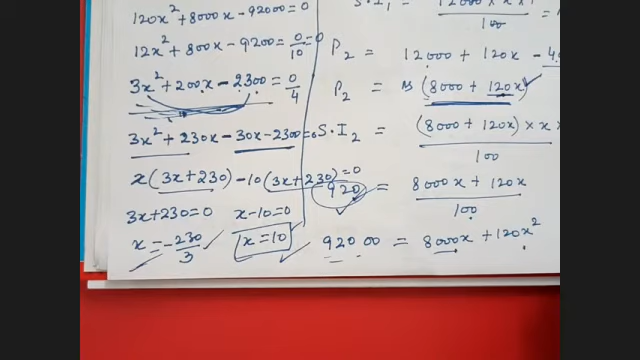 120x² + 8000x - 92000 = 0
12x² + 800x - 9200 = 0/10 = 0
3x² + 200x - 2300 = 0/4
3x² + 230x - 30x - 2300 = 0
x(3x + 230) - 10(3x + 230) = 0
3x + 230 = 0 x - 10 = 0
x = -230/3 x = 10
100
P₂ = 12000 + 120x -
P₂ = (8000 + 120x)
S.I₂ = (8000 + 120x) × x × / 100
920 = 8000x + 120x / 100
92000 = 8000x + 120x²